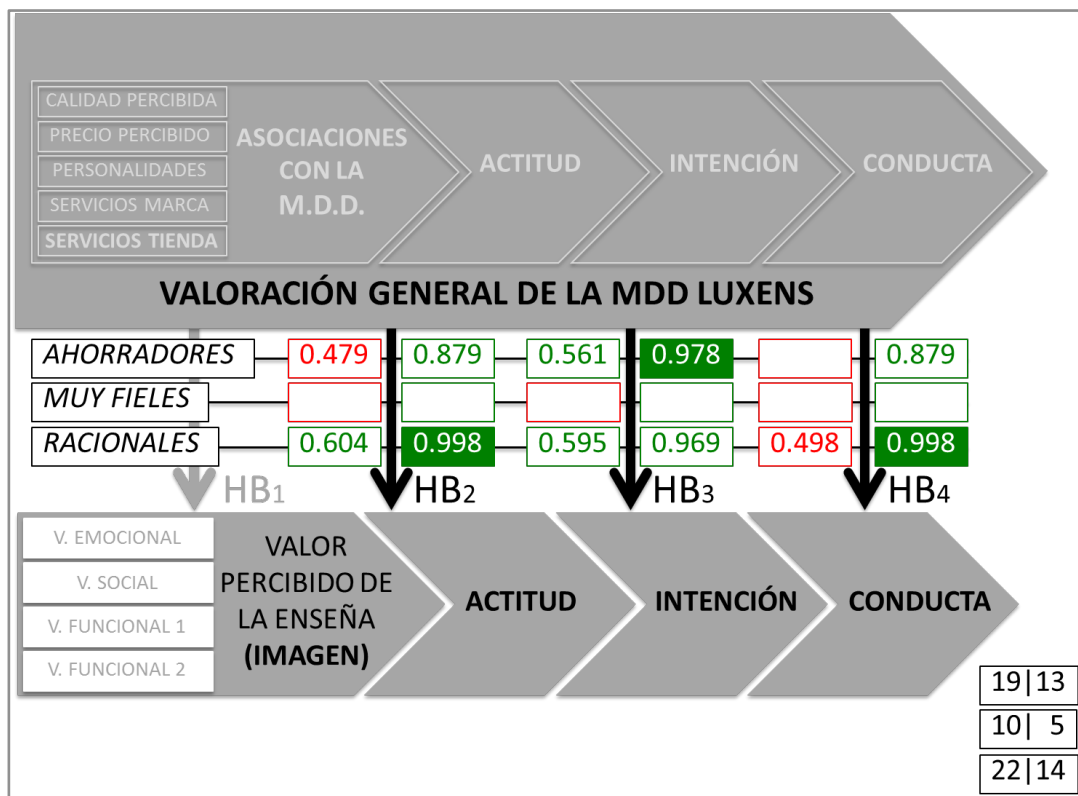 CALIDAD PERCIBIDA
PRECIO PERCIBIDO
PERSONALIDADES
SERVICIOS MARCA
SERVICIOS TIENDA
ASOCIACIONES
CON LA
M.D.D.
ACTITUD
INTENCIÓN
CONDUCTA
VALORACIÓN GENERAL DE LA MDD LUXENS
AHORRADORES 0.479 0.879 0.561 0.978 0.879
MUY FIELES
RACIONALES 0.604 0.998 0.595 0.969 0.498 0.998
HB1 HB2 HB3 HB4
V. EMOCIONAL
V. SOCIAL
V. FUNCIONAL 1
V. FUNCIONAL 2
VALOR
PERCIBIDO DE
LA ENSEÑA
(IMAGEN)
ACTITUD
INTENCIÓN
CONDUCTA
19|13
10| 5
22|14